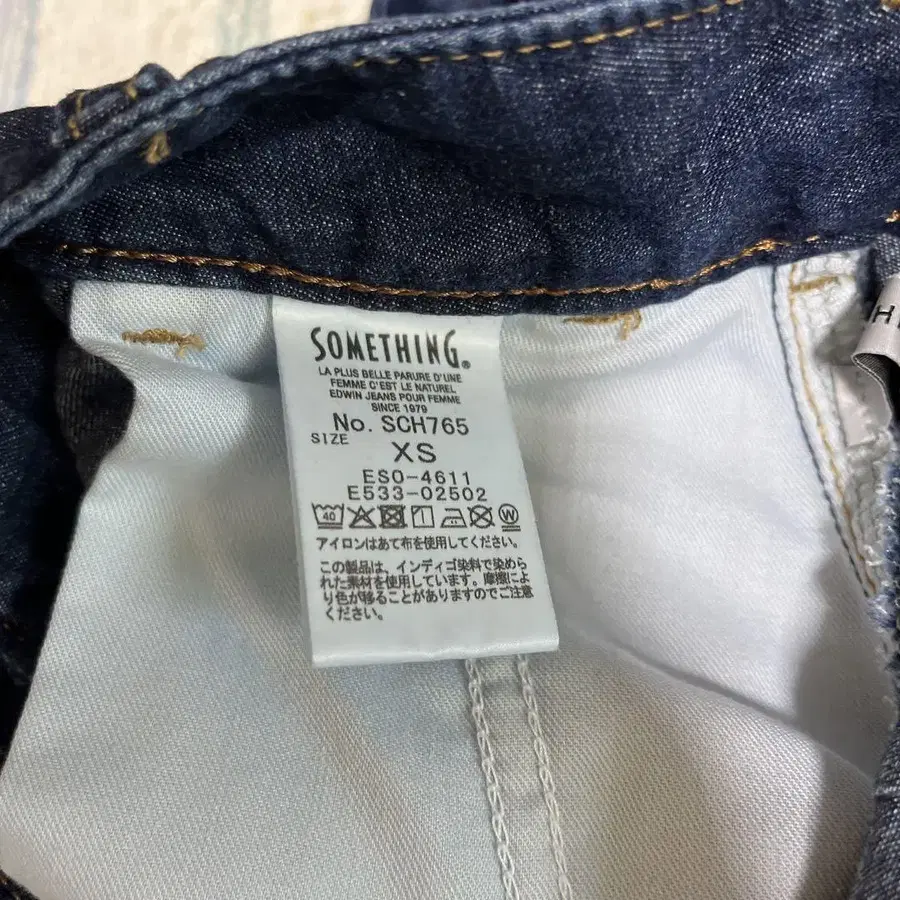 SOMETHING®
LA PLUS BELLE PARURE D'UNE
FEMME C'EST LE NATUREL
EDWIN JEANS POUR FEMME
SINCE 1979
No. SCH765
SIZE
XS
ESO-4611
E533-02502
40 W
アイロンはあて布を使用してください。
この製品は、インディゴ染料で染めら
れた素材を使用しています。摩擦によ
り色が移ることがありますのでご注意
ください。